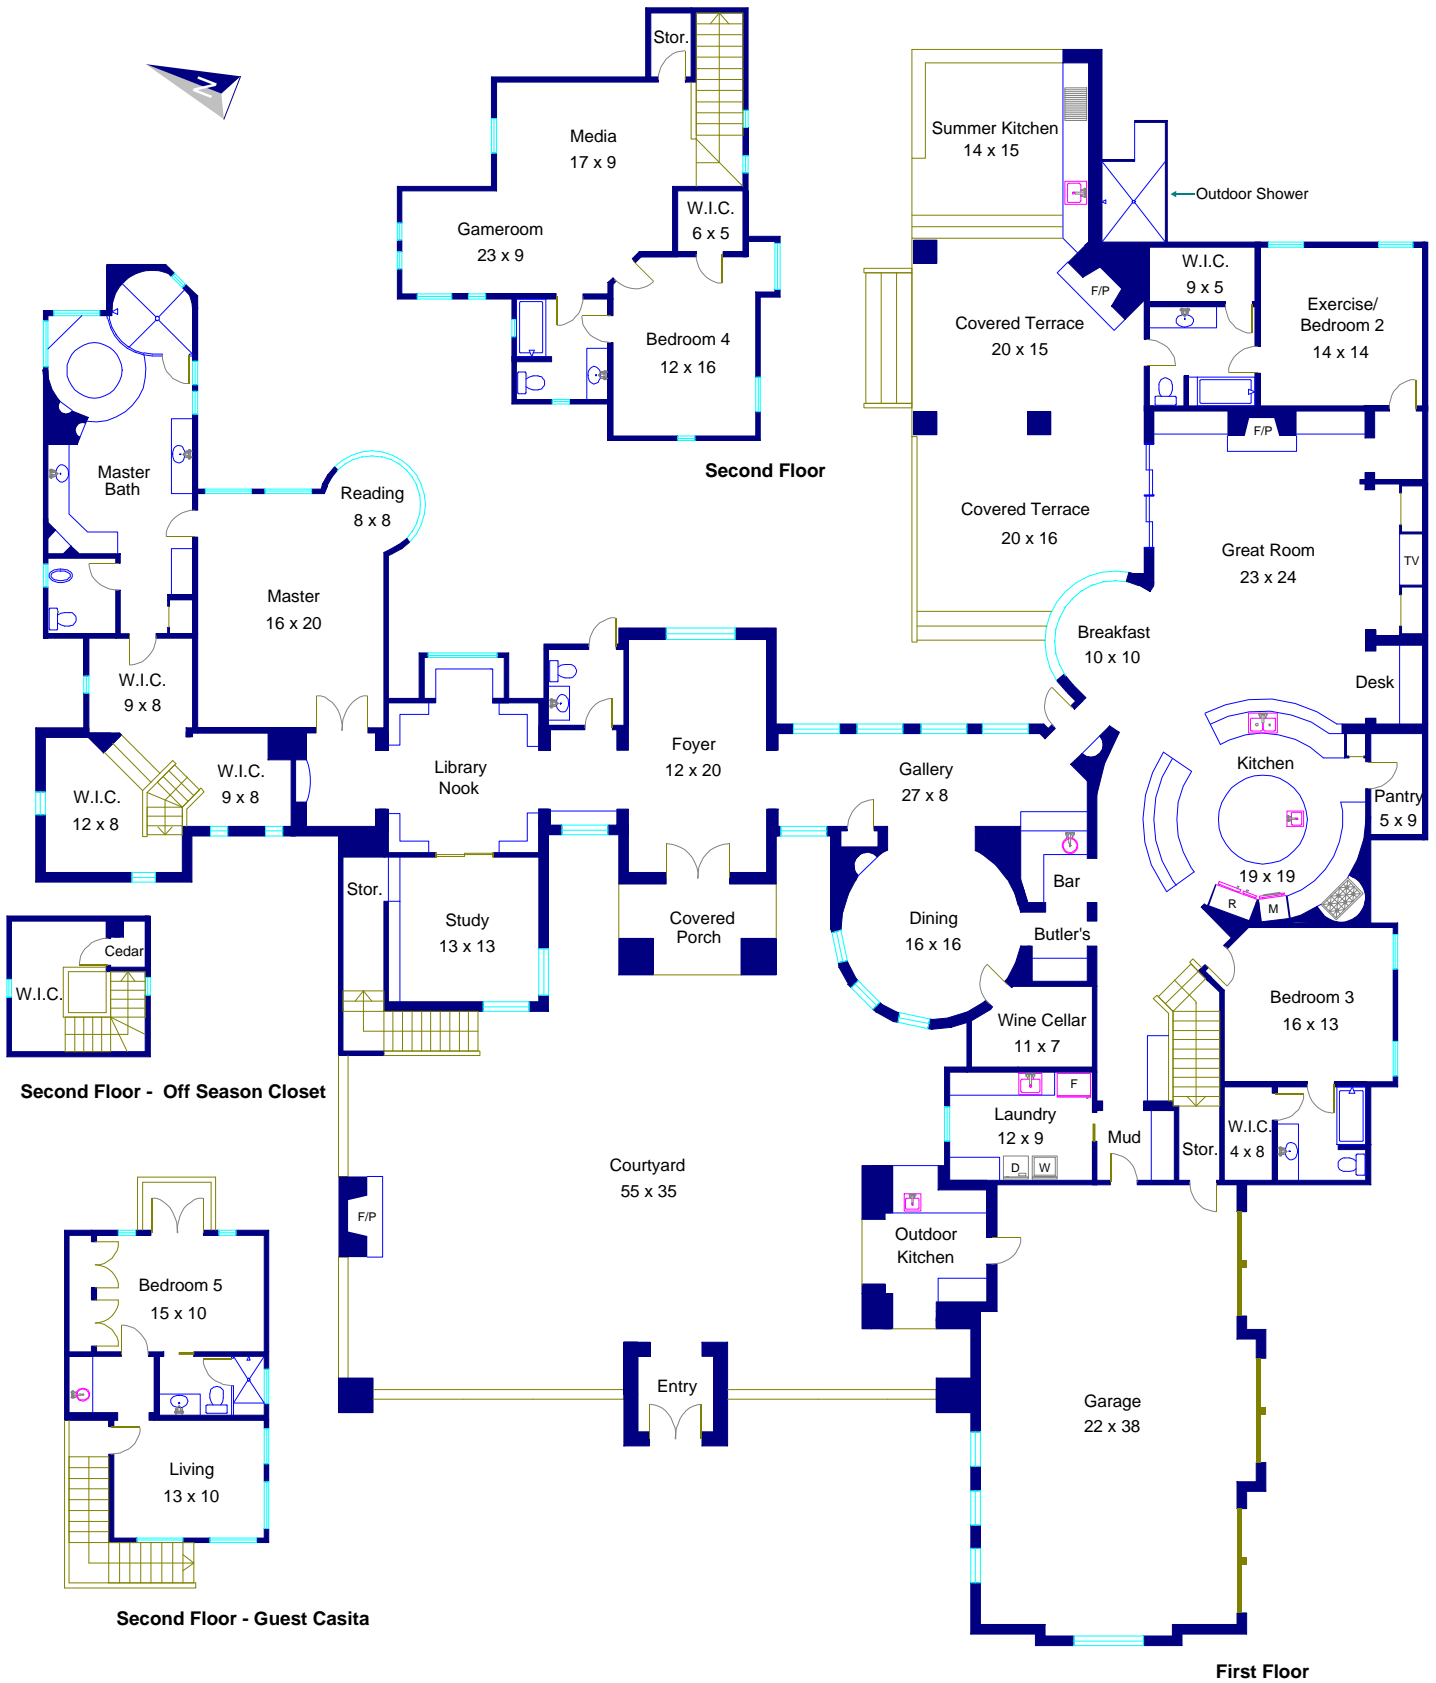 N
Stor.
Media
17 x 9
W.I.C.
6 x 5
Gameroom
23 x 9
Bedroom 4
12 x 16
Second Floor
Summer Kitchen
14 x 15
Outdoor Shower
F/P
W.I.C.
9 x 5
Exercise/
Bedroom 2
14 x 14
Covered Terrace
20 x 15
F/P
Covered Terrace
20 x 16
Great Room
23 x 24
TV
Breakfast
10 x 10
Desk
Master
Bath
Reading
8 x 8
Master
16 x 20
W.I.C.
9 x 8
W.I.C.
9 x 8
W.I.C.
12 x 8
Library
Nook
Foyer
12 x 20
Gallery
27 x 8
Kitchen
19 x 19
Pantry
5 x 9
R
M
Bar
Stor.
Study
13 x 13
Covered
Porch
Dining
16 x 16
Butler's
Wine Cellar
11 x 7
Bedroom 3
16 x 13
Cedar
W.I.C.
Second Floor - Off Season Closet
F
Laundry
12 x 9
D
W
Mud
Stor.
W.I.C.
4 x 8
Courtyard
55 x 35
F/P
Outdoor
Kitchen
Bedroom 5
15 x 10
Entry
Garage
22 x 38
Living
13 x 10
Second Floor - Guest Casita
First Floor